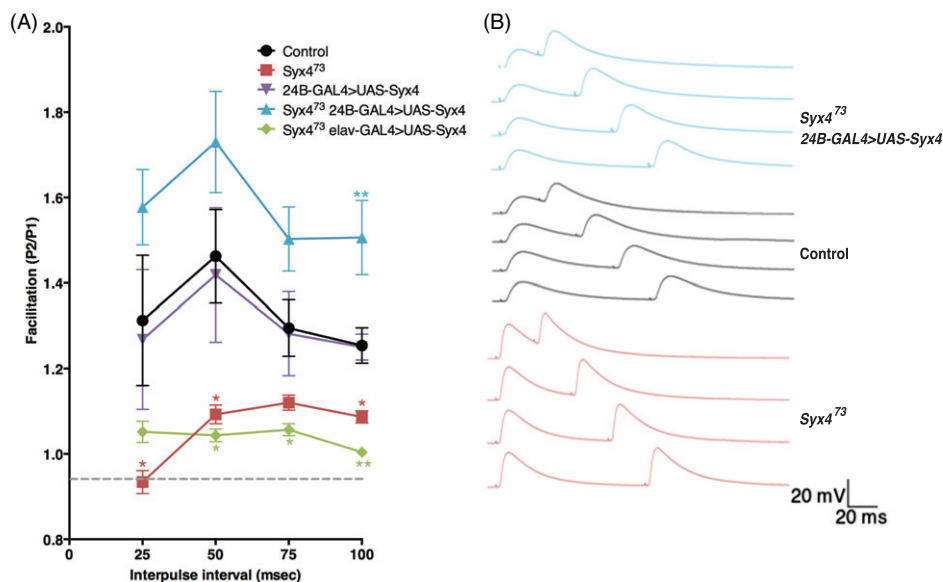 (A)
2.0
1.8
1.6
1.4
1.2
1.0
0.8
Facilitation (P2/P1)
0 25 50 75 100
Interpulse interval (msec)
Control
Syx4⁷³
24B-GAL4>UAS-Syx4
Syx4⁷³ 24B-GAL4>UAS-Syx4
Syx4⁷³ elav-GAL4>UAS-Syx4
**
*
*
*
*
*
**
(B)
Syx4⁷³
24B-GAL4>UAS-Syx4
Control
Syx4⁷³
20 mV
20 ms